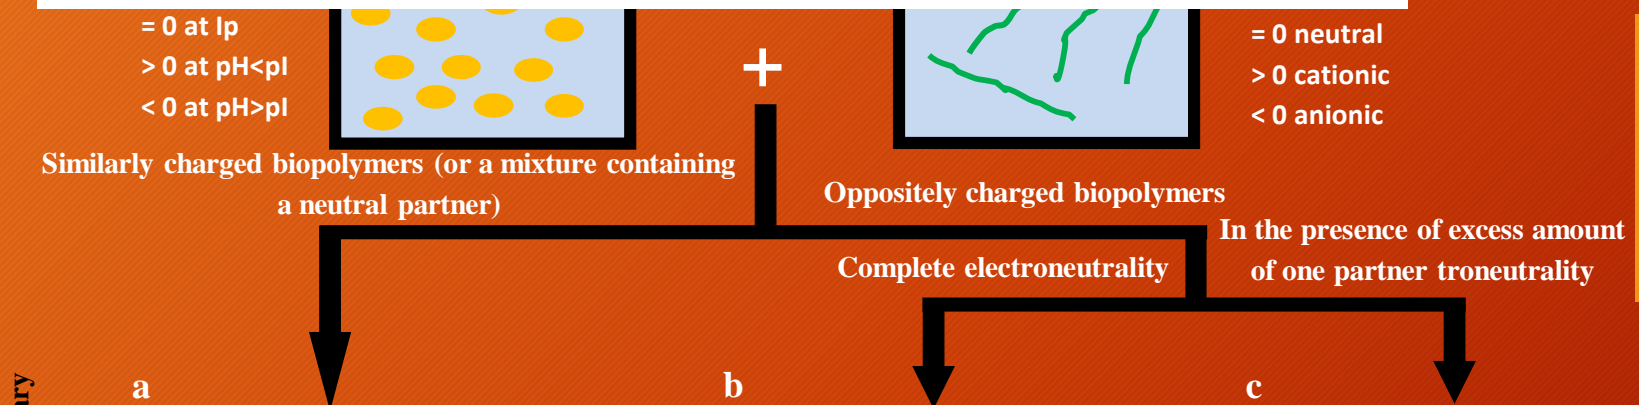 = 0 at Ip
> 0 at pH<pI
< 0 at pH>pI
+
= 0 neutral
> 0 cationic
< 0 anionic
Similarly charged biopolymers (or a mixture containing
a neutral partner)
Oppositely charged biopolymers
In the presence of excess amount
of one partner troneutrality
Complete electroneutrality
a
b
c